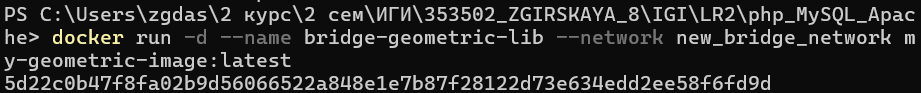 PS C:\Users\zgdas\2 курс\2 сем\ИГИ\353502_ZGIRSKAYA_8\IGI\LR2\php_MySQL_Apac
he> docker run -d --name bridge-geometric-lib --network new_bridge_network m
y-geometric-image:latest
5d22c0b47f8fa02b9d56066522a848e1e7b87f28122d73e634edd2ee58f6fd9d